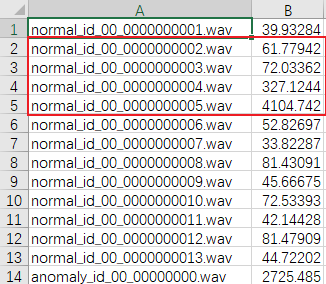 A B
1 normal_id_00_0000000001.wav 39.93284
2 normal_id_00_0000000002.wav 61.77942
3 normal_id_00_0000000003.wav 72.03362
4 normal_id_00_0000000004.wav 327.1244
5 normal_id_00_0000000005.wav 4104.742
6 normal_id_00_0000000006.wav 52.82697
7 normal_id_00_0000000007.wav 33.82287
8 normal_id_00_0000000008.wav 81.43091
9 normal_id_00_0000000009.wav 45.66675
10 normal_id_00_0000000010.wav 72.53393
11 normal_id_00_0000000011.wav 42.14428
12 normal_id_00_0000000012.wav 81.47909
13 normal_id_00_0000000013.wav 44.72202
14 anomaly_id_00_00000000.wav 2725.485